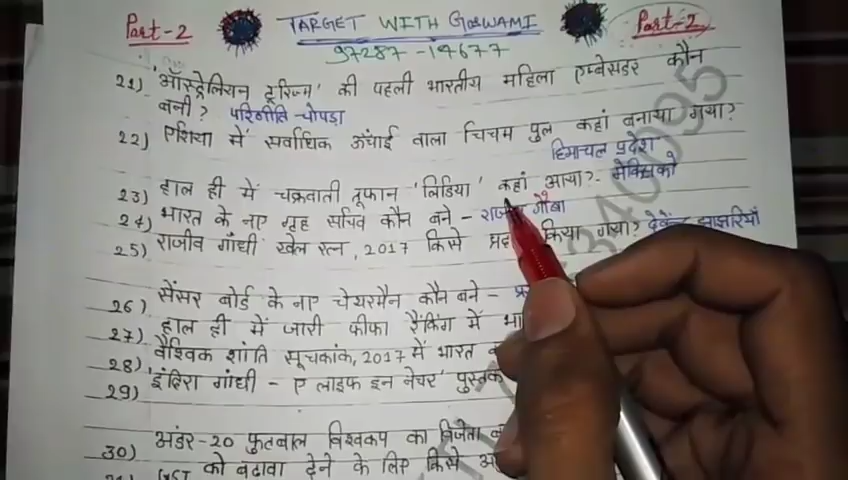 Part-2 TARGET WITH GOSWAMI Part-2
97287-14677
21) 'ऑस्ट्रेलियन टूरिज्म' की पहली भारतीय महिला एम्बेसडर कौन
बनी? परिणीति चोपड़ा
22) एशिया में सर्वाधिक ऊँचाई वाला चिचम पुल कहां बनाया गया?
हिमाचल प्रदेश
23) हाल ही में चक्रवाती तूफान 'लिडिया' कहां आया?- मेक्सिको
24) भारत के नए गृह सचिव कौन बने - राजीव गौबा
25) राजीव गांधी खेल रत्न, 2017 किसे किया गया? देवेन्द्र झाझरियाँ
26) सेंसर बोर्ड के नए चेयरमैन कौन बने -
27) हाल ही में जारी फीफा रैंकिंग में
28) वैश्विक शांति सूचकांक, 2017 में भारत
29) 'इंदिरा गांधी - ए लाइफ इन नेचर' पुस्तक
30) अंडर-20 फुटबाल विश्वकप का विजेता
GST को बढावा देने के लिए किसे